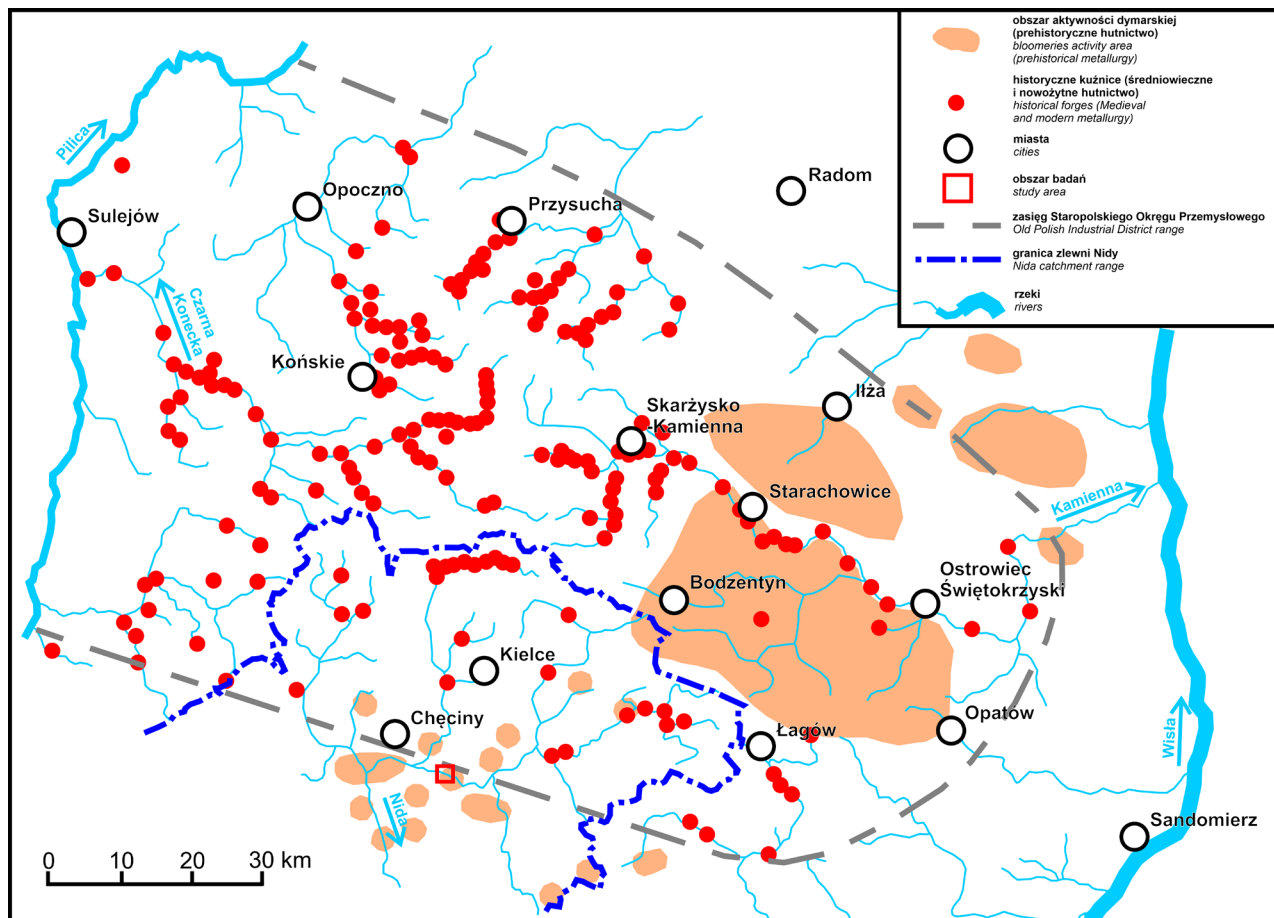 obszar aktywności dymarskiej
(prehistoryczne hutnictwo)
bloomeries activity area
(prehistorical metallurgy)
historyczne kuźnice (średniowieczne
i nowożytne hutnictwo)
historical forges (Medieval
and modern metallurgy)
miasta
cities
obszar badań
study area
zasięg Staropolskiego Okręgu Przemysłowego
Old Polish Industrial District range
granica zlewni Nidy
Nida catchment range
rzeki
rivers
Pilica
Sulejów
Opoczno
Przysucha
Radom
Czarna
Konecka
Końskie
Iłża
Skarżysko
-Kamienna
Starachowice
Kamienna
Bodzentyn
Ostrowiec
Świętokrzyski
Kielce
Chęciny
Łagów
Opatów
Wisła
Nida
Sandomierz
0 10 20 30 km